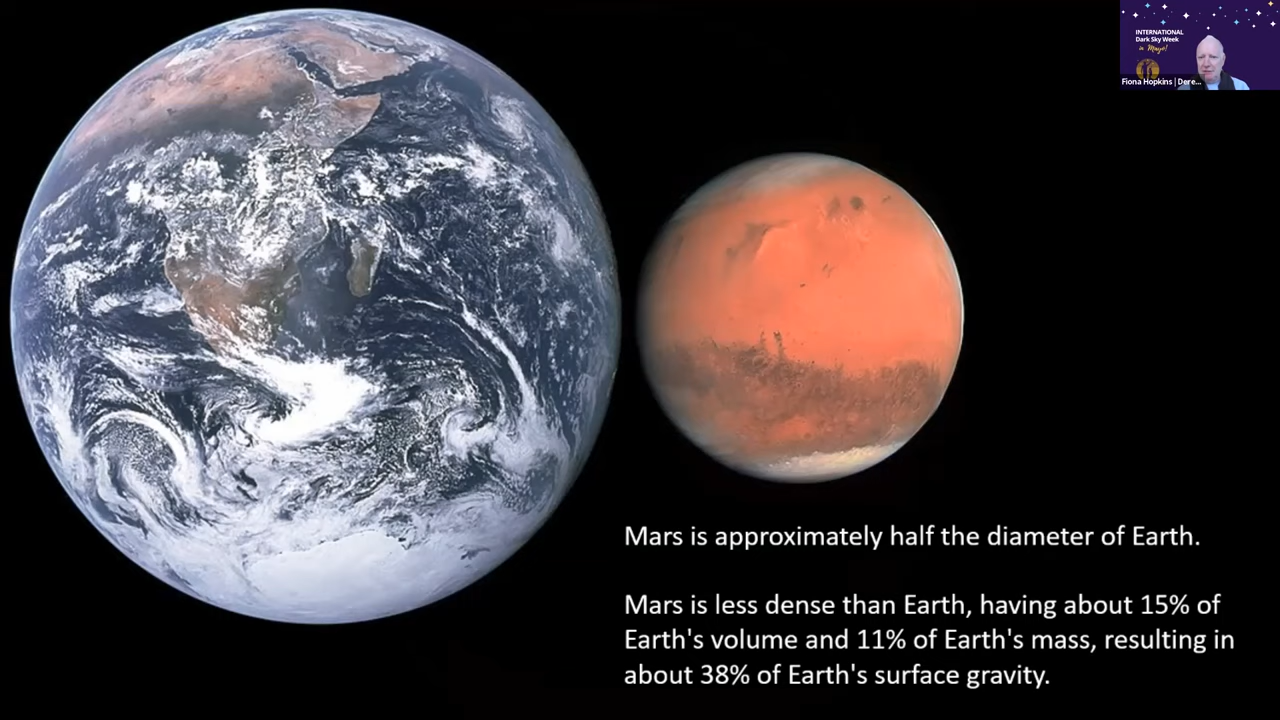 INTERNATIONAL
Dark Sky Week
in Mayo!
Fiona Hopkins | Dere...
Mars is approximately half the diameter of Earth.
Mars is less dense than Earth, having about 15% of
Earth's volume and 11% of Earth's mass, resulting in
about 38% of Earth's surface gravity.